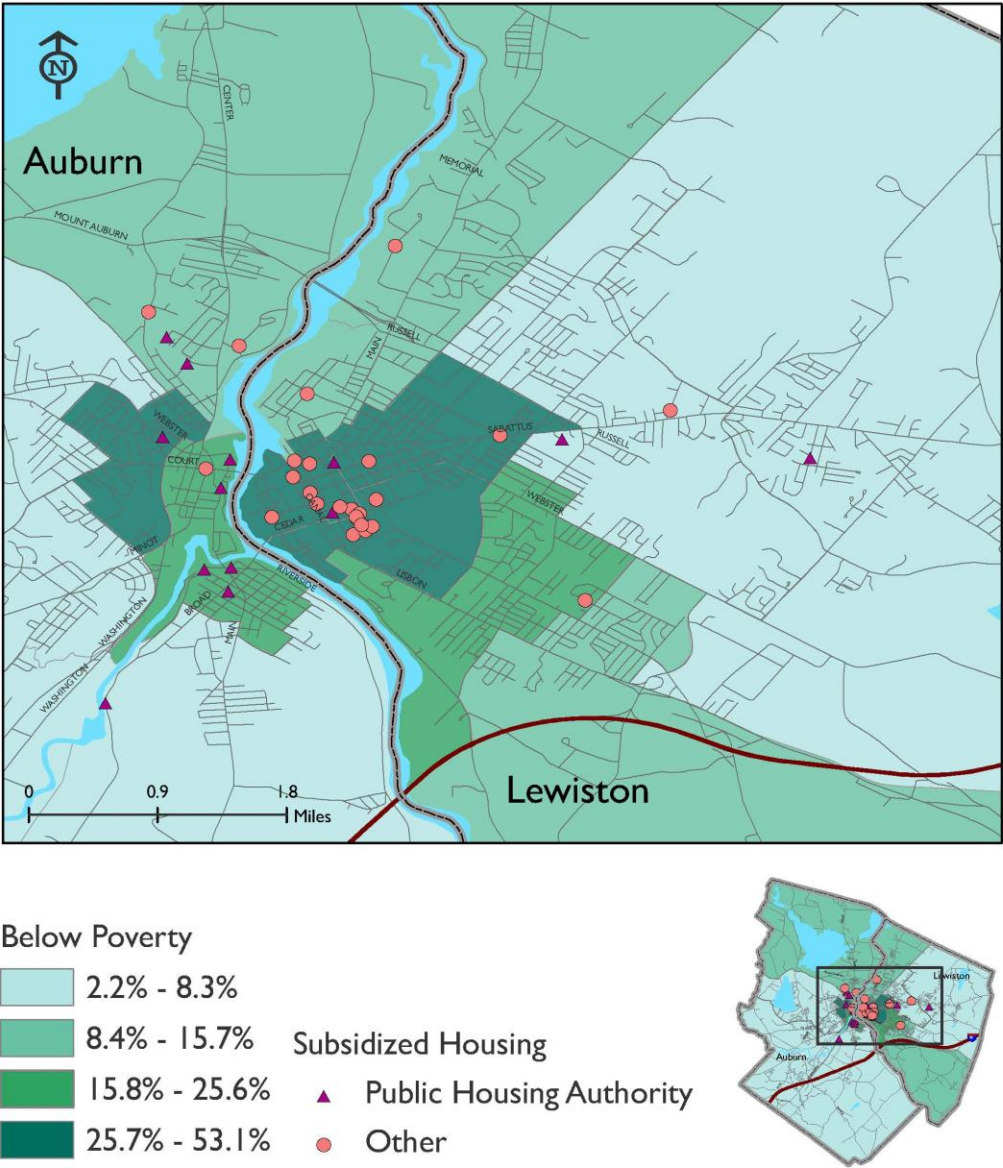 N
CENTER
Auburn
MEMORIAL
MOUNT AUBURN
RUSSELL
MAIN
WEBSTER
SABATTUS
RUSSELL
COURT
WEBSTER
CEDAR
MINOT
RIVERSIDE
LISBON
BROAD
WASHINGTON
MAIN
WASHINGTON
0 0.9 1.8
Miles
Lewiston
Below Poverty
2.2% - 8.3%
8.4% - 15.7%
15.8% - 25.6%
25.7% - 53.1%
Subsidized Housing
Public Housing Authority
Other
Lewiston
Auburn